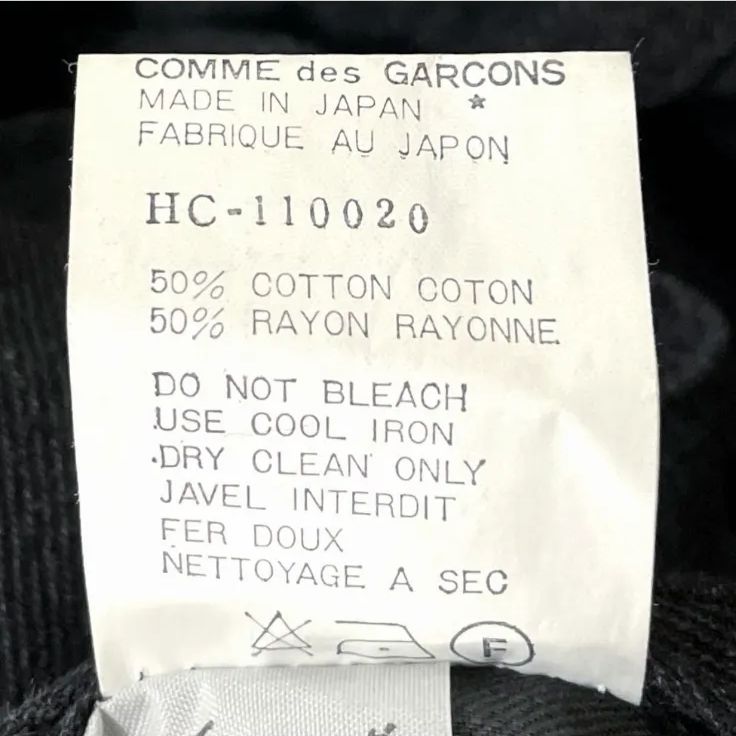 COMME des GARCONS
MADE IN JAPAN ★
FABRIQUE AU JAPON
HC-110020
50% COTTON COTON
50% RAYON RAYONNE
DO NOT BLEACH
USE COOL IRON
DRY CLEAN ONLY
JAVEL INTERDIT
FER DOUX
NETTOYAGE A SEC
F